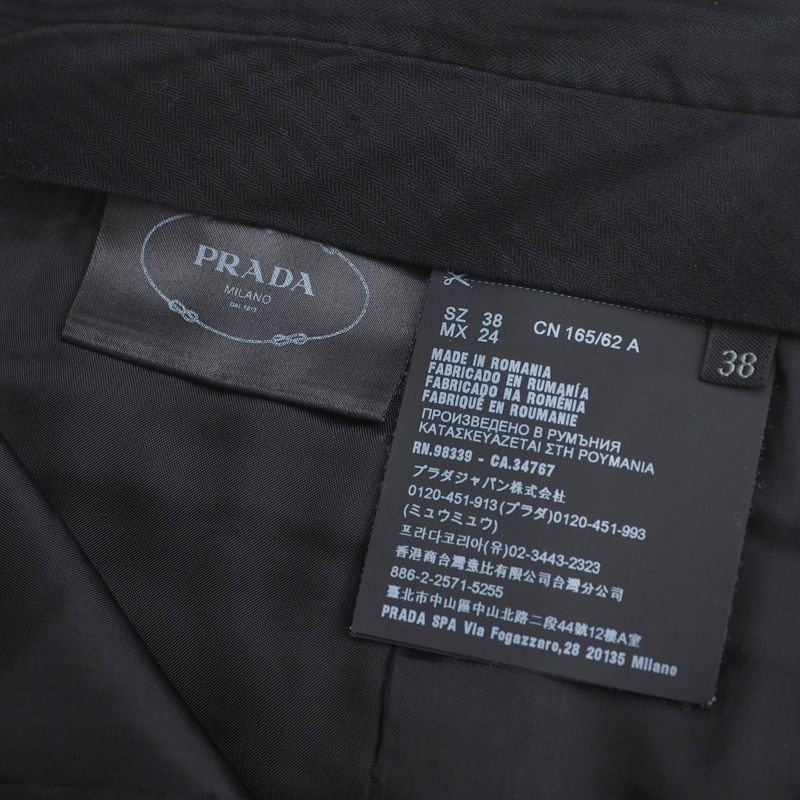 PRADA
MILANO
DAL 1913
SZ 38
MX 24
CN 165/62 A
38
MADE IN ROMANIA
FABRICADO EN RUMANÍA
FABRICADO NA ROMÉNIA
FABRIQUÉ EN ROUMANIE
ПРОИЗВЕДЕНО В РУМЪНИЯ
ΚΑΤΑΣΚΕΥΑΖΕΤΑΙ ΣΤΗ ΡΟΥΜΑΝΙΑ
RN.98339 - CA.34767
プラダジャパン株式会社
0120-451-913(プラダ)0120-451-993
(ミュウミュウ)
프라다코리아(유)02-3443-2323
香港商台灣意比有限公司台灣分公司
886-2-2571-5255
臺北市中山區中山北路二段44號12樓A室
PRADA SPA Via Fogazzaro,28 20135 Milano